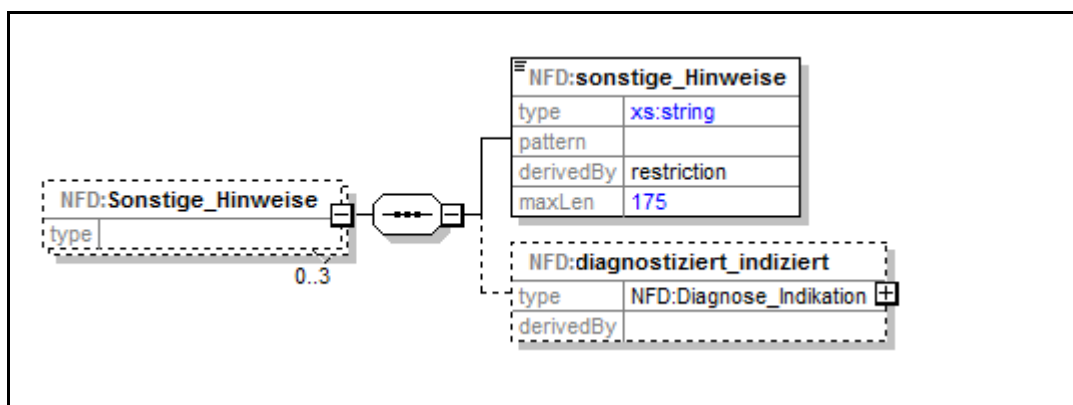 NFD:sonstige_Hinweise
type xs:string
pattern
derivedBy restriction
maxLen 175
NFD:Sonstige_Hinweise
type
0..3
NFD:diagnostiziert_indiziert
type NFD:Diagnose_Indikation
derivedBy